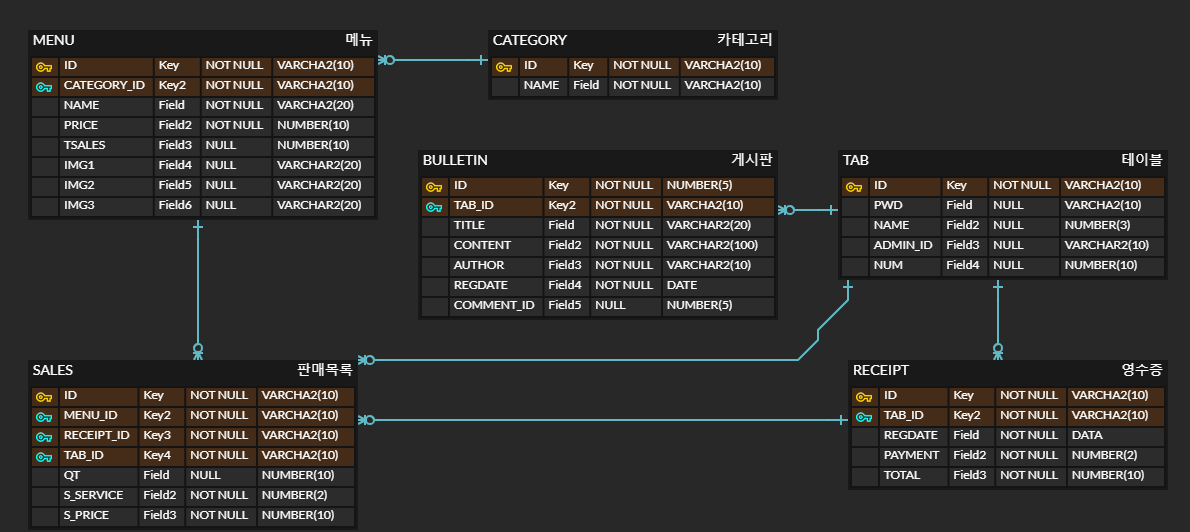 MENU 메뉴
ID Key NOT NULL VARCHA2(10)
CATEGORY_ID Key2 NOT NULL VARCHA2(10)
NAME Field NOT NULL VARCHA2(20)
PRICE Field2 NOT NULL NUMBER(10)
TSALES Field3 NULL NUMBER(10)
IMG1 Field4 NULL VARCHAR2(20)
IMG2 Field5 NULL VARCHAR2(20)
IMG3 Field6 NULL VARCHAR2(20)
CATEGORY 카테고리
ID Key NOT NULL VARCHA2(10)
NAME Field NOT NULL VARCHA2(10)
BULLETIN 게시판
ID Key NOT NULL NUMBER(5)
TAB_ID Key2 NOT NULL VARCHA2(10)
TITLE Field NOT NULL VARCHAR2(20)
CONTENT Field2 NOT NULL VARCHAR2(100)
AUTHOR Field3 NOT NULL VARCHAR2(10)
REGDATE Field4 NOT NULL DATE
COMMENT_ID Field5 NULL NUMBER(5)
TAB 테이블
ID Key NOT NULL VARCHA2(10)
PWD Field NULL VARCHA2(10)
NAME Field2 NULL NUMBER(3)
ADMIN_ID Field3 NULL VARCHAR2(10)
NUM Field4 NULL NUMBER(10)
SALES 판매목록
ID Key NOT NULL VARCHA2(10)
MENU_ID Key2 NOT NULL VARCHA2(10)
RECEIPT_ID Key3 NOT NULL VARCHA2(10)
TAB_ID Key4 NOT NULL VARCHA2(10)
QT Field NULL NUMBER(10)
S_SERVICE Field2 NOT NULL NUMBER(2)
S_PRICE Field3 NOT NULL NUMBER(10)
RECEIPT 영수증
ID Key NOT NULL VARCHA2(10)
TAB_ID Key2 NOT NULL VARCHA2(10)
REGDATE Field NOT NULL DATA
PAYMENT Field2 NOT NULL NUMBER(2)
TOTAL Field3 NOT NULL NUMBER(10)